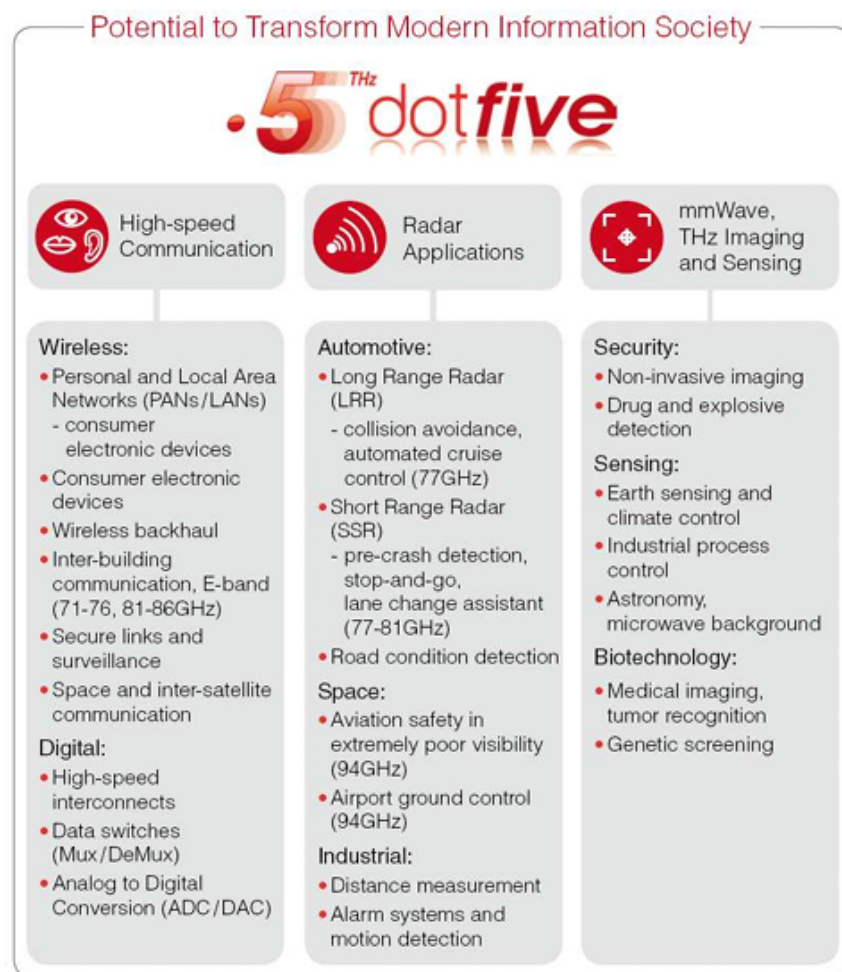 Potential to Transform Modern Information Society
.5 THz dotfive
High-speed
Communication
Wireless:
• Personal and Local Area
Networks (PANs/LANs)
- consumer
electronic devices
• Consumer electronic
devices
• Wireless backhaul
• Inter-building
communication, E-band
(71-76, 81-86GHz)
• Secure links and
surveillance
• Space and inter-satellite
communication
Digital:
• High-speed
interconnects
• Data switches
(Mux/DeMux)
• Analog to Digital
Conversion (ADC/DAC)
Radar
Applications
Automotive:
• Long Range Radar
(LRR)
- collision avoidance,
automated cruise
control (77GHz)
• Short Range Radar
(SSR)
- pre-crash detection,
stop-and-go,
lane change assistant
(77-81GHz)
• Road condition detection
Space:
• Aviation safety in
extremely poor visibility
(94GHz)
• Airport ground control
(94GHz)
Industrial:
• Distance measurement
• Alarm systems and
motion detection
mmWave,
THz Imaging
and Sensing
Security:
• Non-invasive imaging
• Drug and explosive
detection
Sensing:
• Earth sensing and
climate control
• Industrial process
control
• Astronomy,
microwave background
Biotechnology:
• Medical imaging,
tumor recognition
• Genetic screening